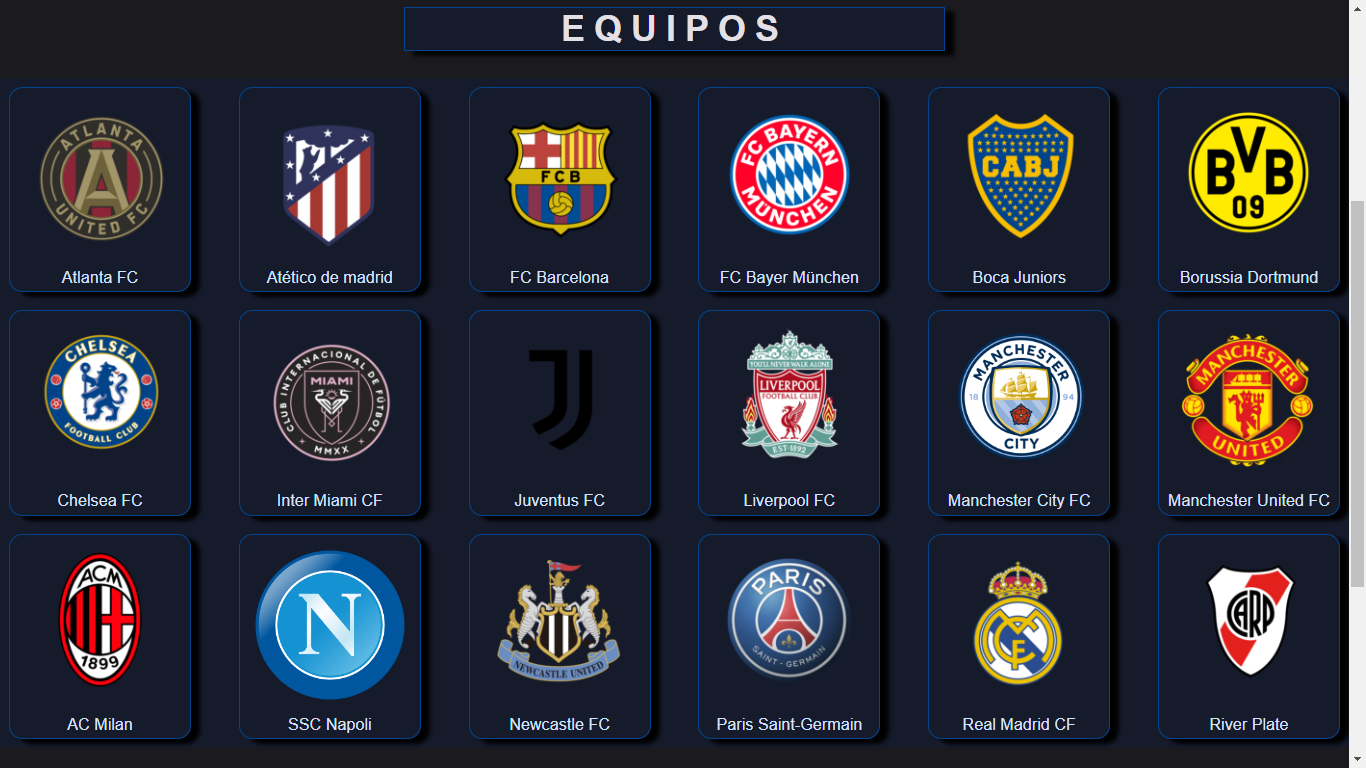 EQUIPOS
ATLANTA
UNITED FC
Atlanta FC
Atético de madrid
FCB
FC Barcelona
FC BAYERN
MÜNCHEN
FC Bayer München
CABJ
Boca Juniors
BVB
09
Borussia Dortmund
CHELSEA
FOOTBALL CLUB
Chelsea FC
CLUB INTERNACIONAL DE FÚTBOL
MIAMI
MMXX
Inter Miami CF
Juventus FC
YOU'LL NEVER WALK ALONE
LIVERPOOL
FOOTBALL CLUB
EST·1892
Liverpool FC
MANCHESTER
18 94
CITY
Manchester City FC
MANCHESTER
UNITED
Manchester United FC
ACM
1899
AC Milan
N
SSC Napoli
NEWCASTLE UNITED
Newcastle FC
PARIS
SAINT-GERMAIN
Paris Saint-Germain
Real Madrid CF
CARP
River Plate